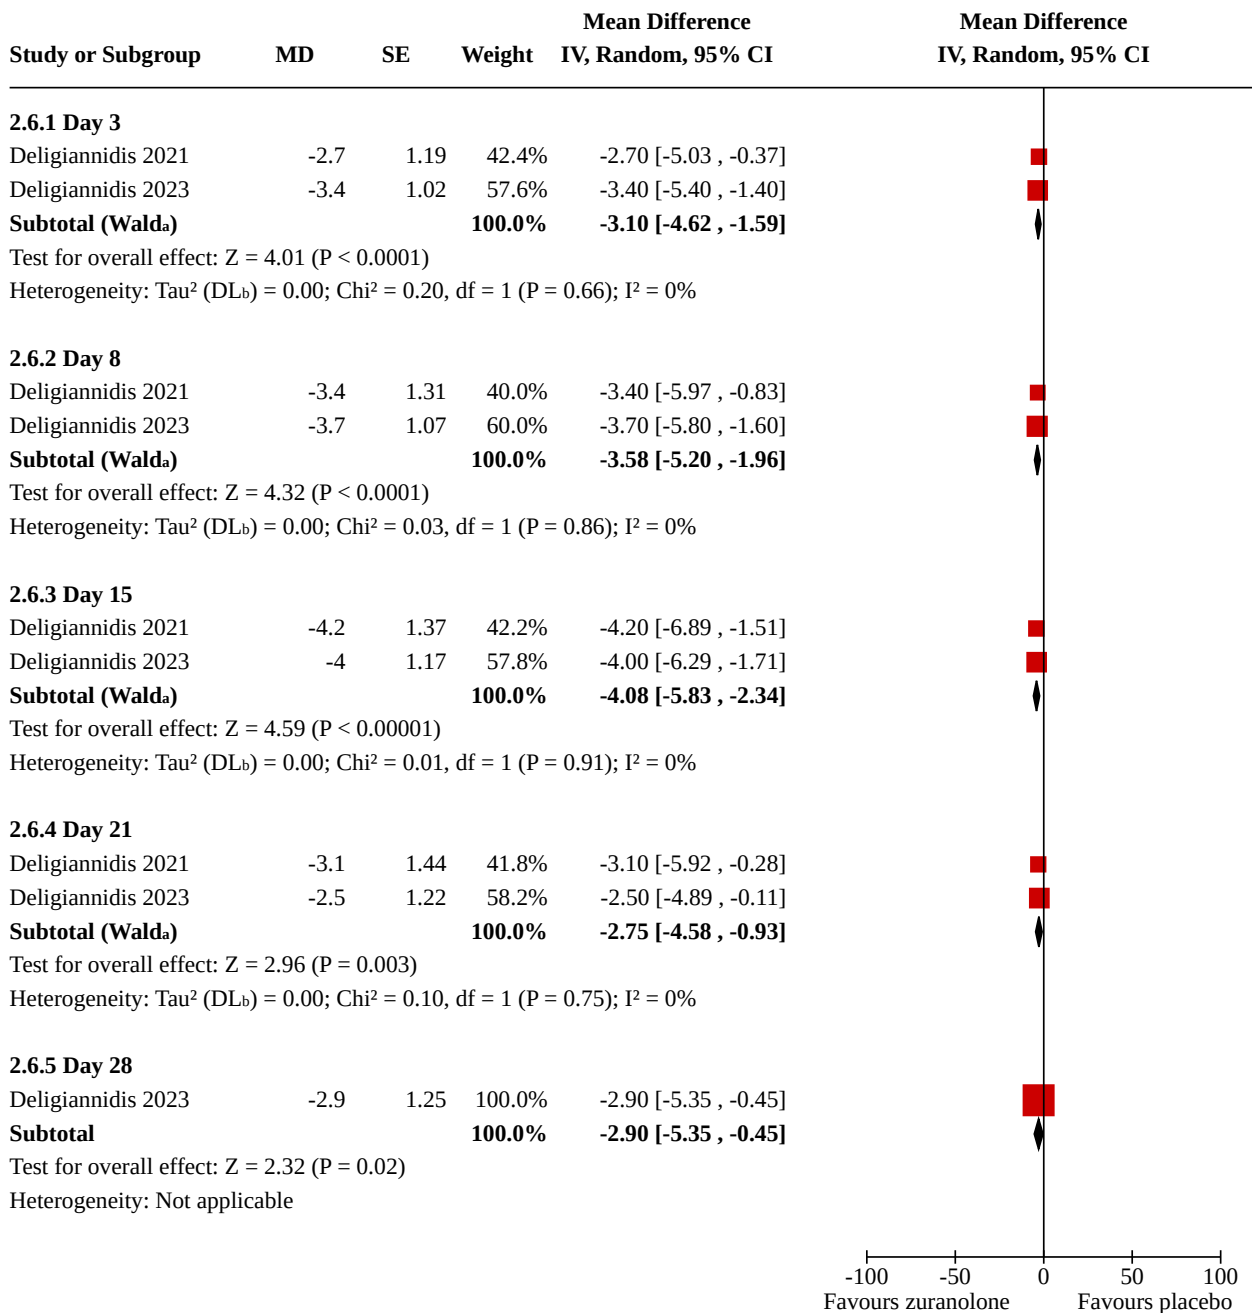 Mean Difference Mean Difference
Study or Subgroup MD SE Weight IV, Random, 95% CI IV, Random, 95% CI
2.6.1 Day 3
Deligiannidis 2021 -2.7 1.19 42.4% -2.70 [-5.03 , -0.37]
Deligiannidis 2023 -3.4 1.02 57.6% -3.40 [-5.40 , -1.40]
Subtotal (Walda) 100.0% -3.10 [-4.62 , -1.59]
Test for overall effect: Z = 4.01 (P < 0.0001)
Heterogeneity: Tau² (DLb) = 0.00; Chi² = 0.20, df = 1 (P = 0.66); I² = 0%
2.6.2 Day 8
Deligiannidis 2021 -3.4 1.31 40.0% -3.40 [-5.97 , -0.83]
Deligiannidis 2023 -3.7 1.07 60.0% -3.70 [-5.80 , -1.60]
Subtotal (Walda) 100.0% -3.58 [-5.20 , -1.96]
Test for overall effect: Z = 4.32 (P < 0.0001)
Heterogeneity: Tau² (DLb) = 0.00; Chi² = 0.03, df = 1 (P = 0.86); I² = 0%
2.6.3 Day 15
Deligiannidis 2021 -4.2 1.37 42.2% -4.20 [-6.89 , -1.51]
Deligiannidis 2023 -4 1.17 57.8% -4.00 [-6.29 , -1.71]
Subtotal (Walda) 100.0% -4.08 [-5.83 , -2.34]
Test for overall effect: Z = 4.59 (P < 0.00001)
Heterogeneity: Tau² (DLb) = 0.00; Chi² = 0.01, df = 1 (P = 0.91); I² = 0%
2.6.4 Day 21
Deligiannidis 2021 -3.1 1.44 41.8% -3.10 [-5.92 , -0.28]
Deligiannidis 2023 -2.5 1.22 58.2% -2.50 [-4.89 , -0.11]
Subtotal (Walda) 100.0% -2.75 [-4.58 , -0.93]
Test for overall effect: Z = 2.96 (P = 0.003)
Heterogeneity: Tau² (DLb) = 0.00; Chi² = 0.10, df = 1 (P = 0.75); I² = 0%
2.6.5 Day 28
Deligiannidis 2023 -2.9 1.25 100.0% -2.90 [-5.35 , -0.45]
Subtotal 100.0% -2.90 [-5.35 , -0.45]
Test for overall effect: Z = 2.32 (P = 0.02)
Heterogeneity: Not applicable
-100 -50 0 50 100
Favours zuranolone Favours placebo